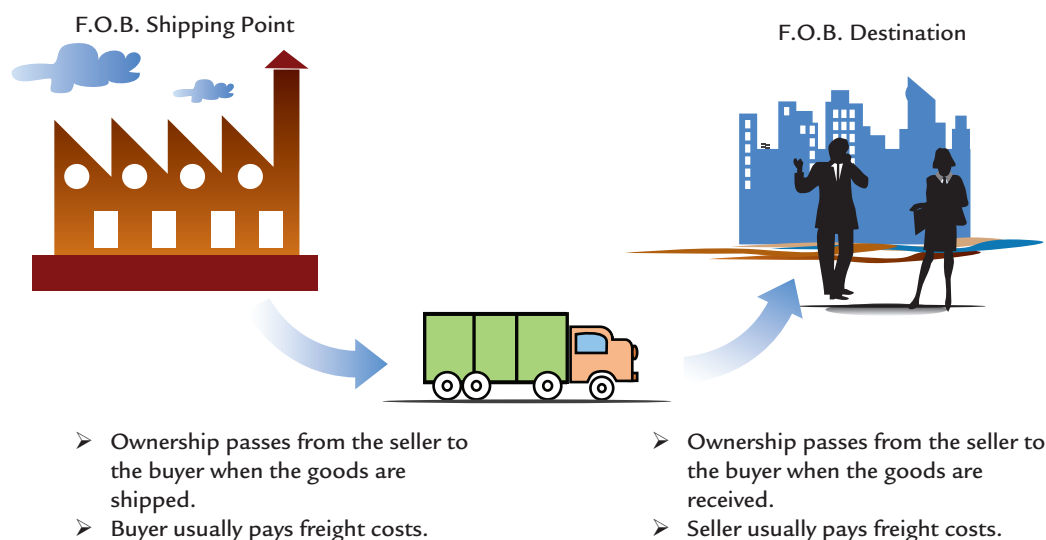 F.O.B. Shipping Point
F.O.B. Destination
➤ Ownership passes from the seller to
the buyer when the goods are
shipped.
➤ Buyer usually pays freight costs.
➤ Ownership passes from the seller to
the buyer when the goods are
received.
➤ Seller usually pays freight costs.